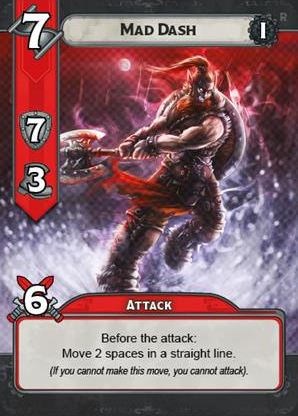 7
MAD DASH
I
R
7
3
6
ATTACK
Before the attack:
Move 2 spaces in a straight line.
(If you cannot make this move, you cannot attack).